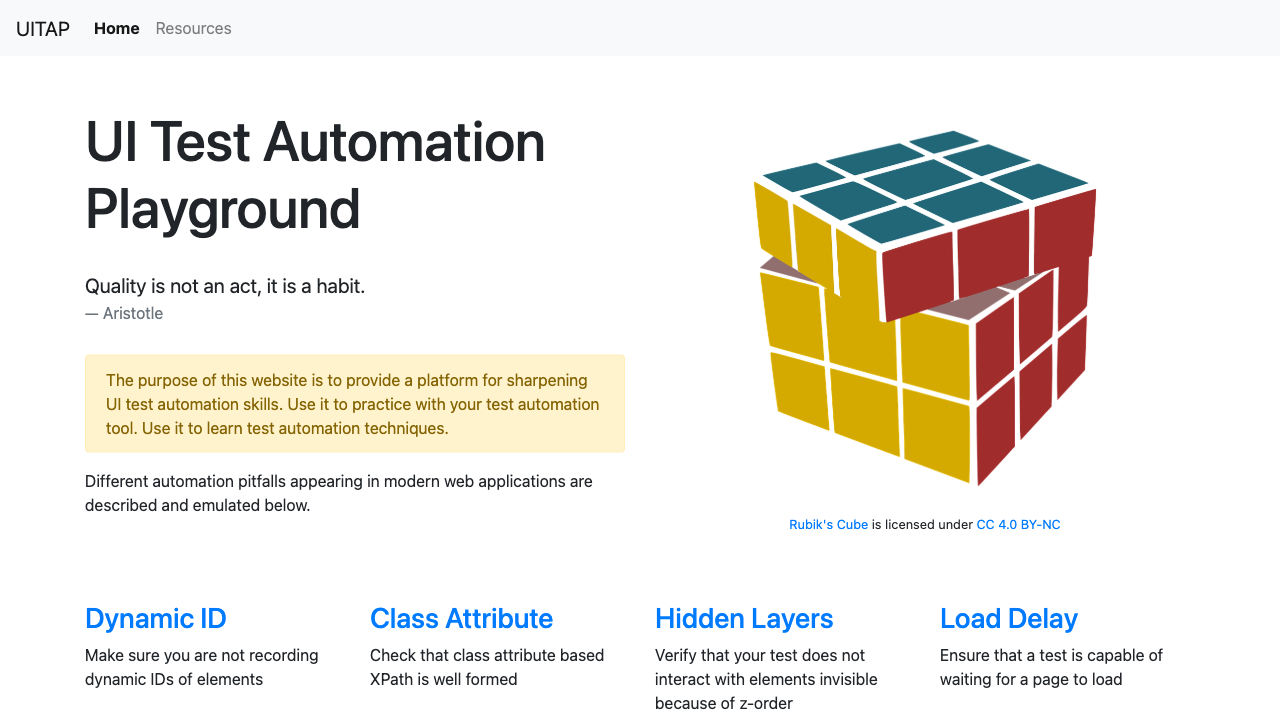 UITAP Home Resources
UI Test Automation
Playground
Quality is not an act, it is a habit.
— Aristotle
The purpose of this website is to provide a platform for sharpening
UI test automation skills. Use it to practice with your test automation
tool. Use it to learn test automation techniques.
Different automation pitfalls appearing in modern web applications are
described and emulated below.
Rubik's Cube is licensed under CC 4.0 BY-NC
Dynamic ID
Make sure you are not recording
dynamic IDs of elements
Class Attribute
Check that class attribute based
XPath is well formed
Hidden Layers
Verify that your test does not
interact with elements invisible
because of z-order
Load Delay
Ensure that a test is capable of
waiting for a page to load